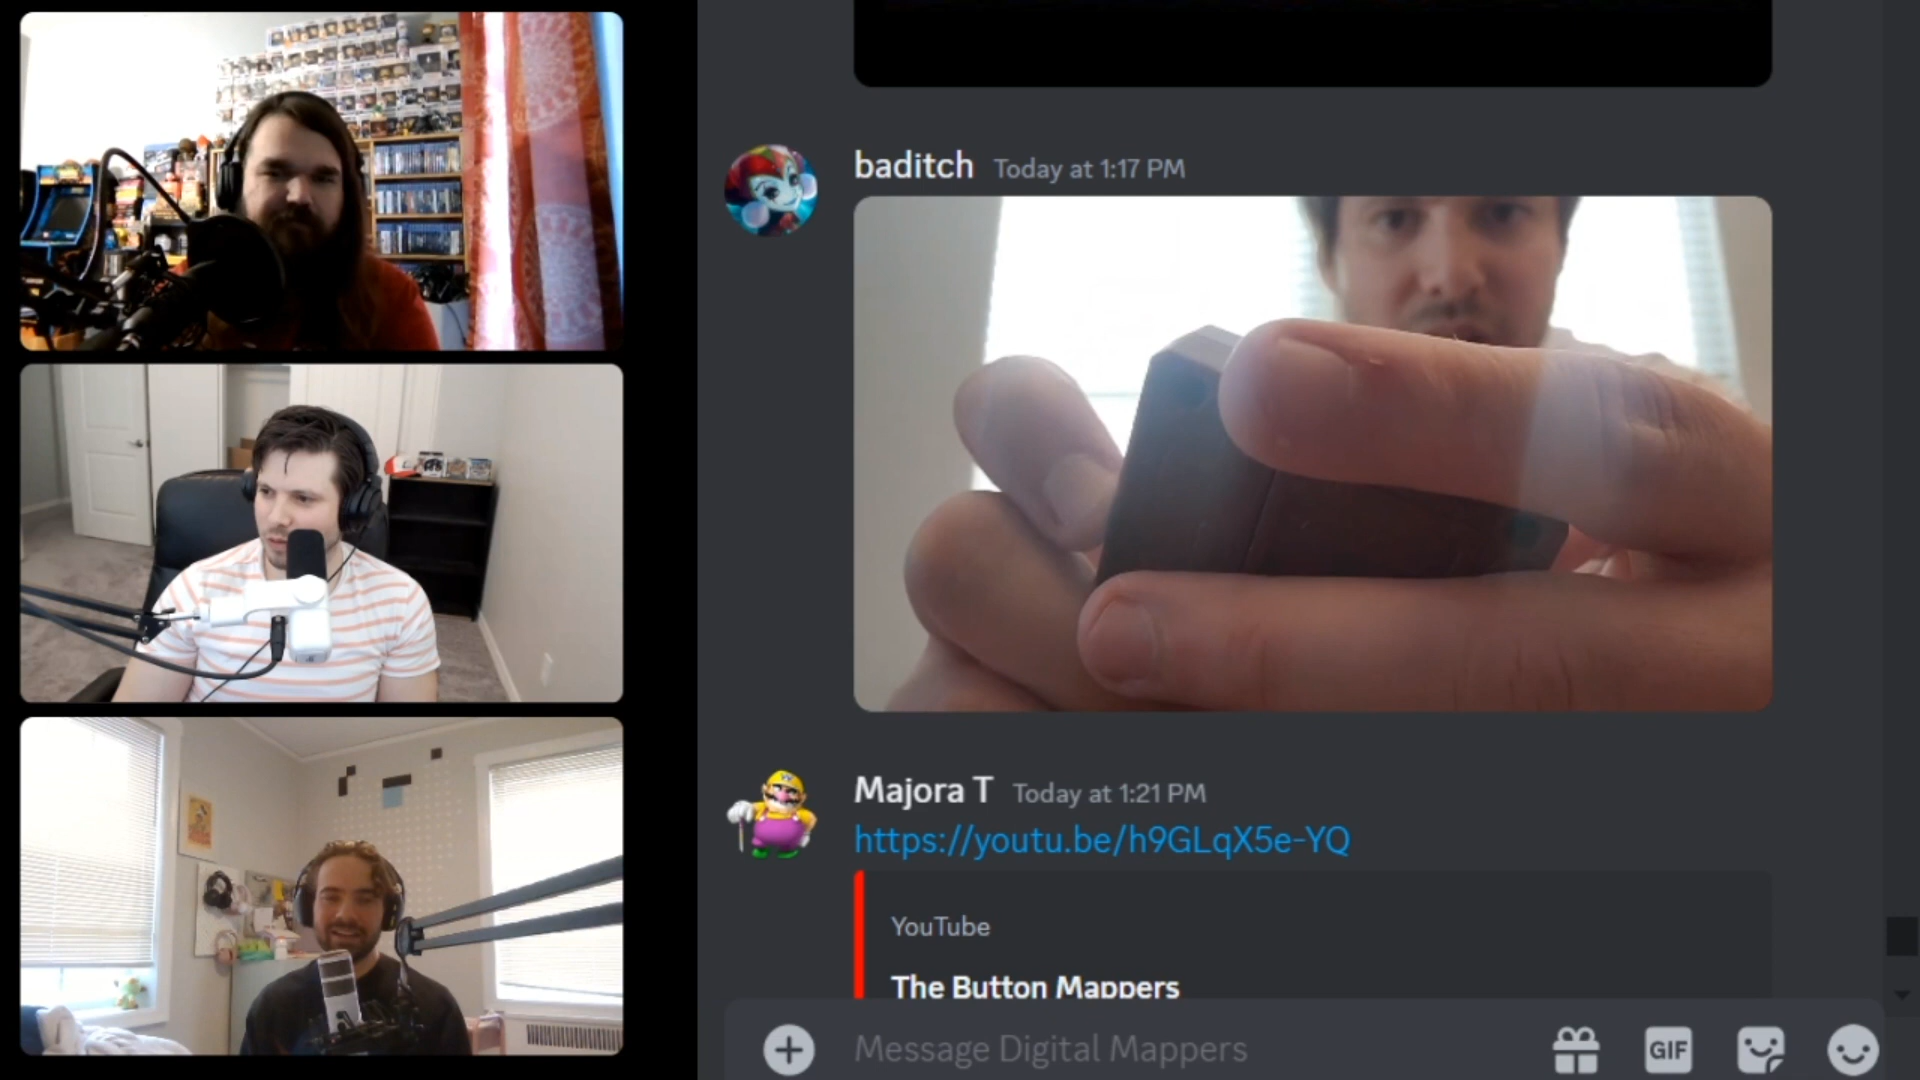 baditch Today at 1:17 PM
Majora T Today at 1:21 PM
https://youtu.be/h9GLqX5e-YQ
YouTube
The Button Mappers
Message Digital Mappers
GIF